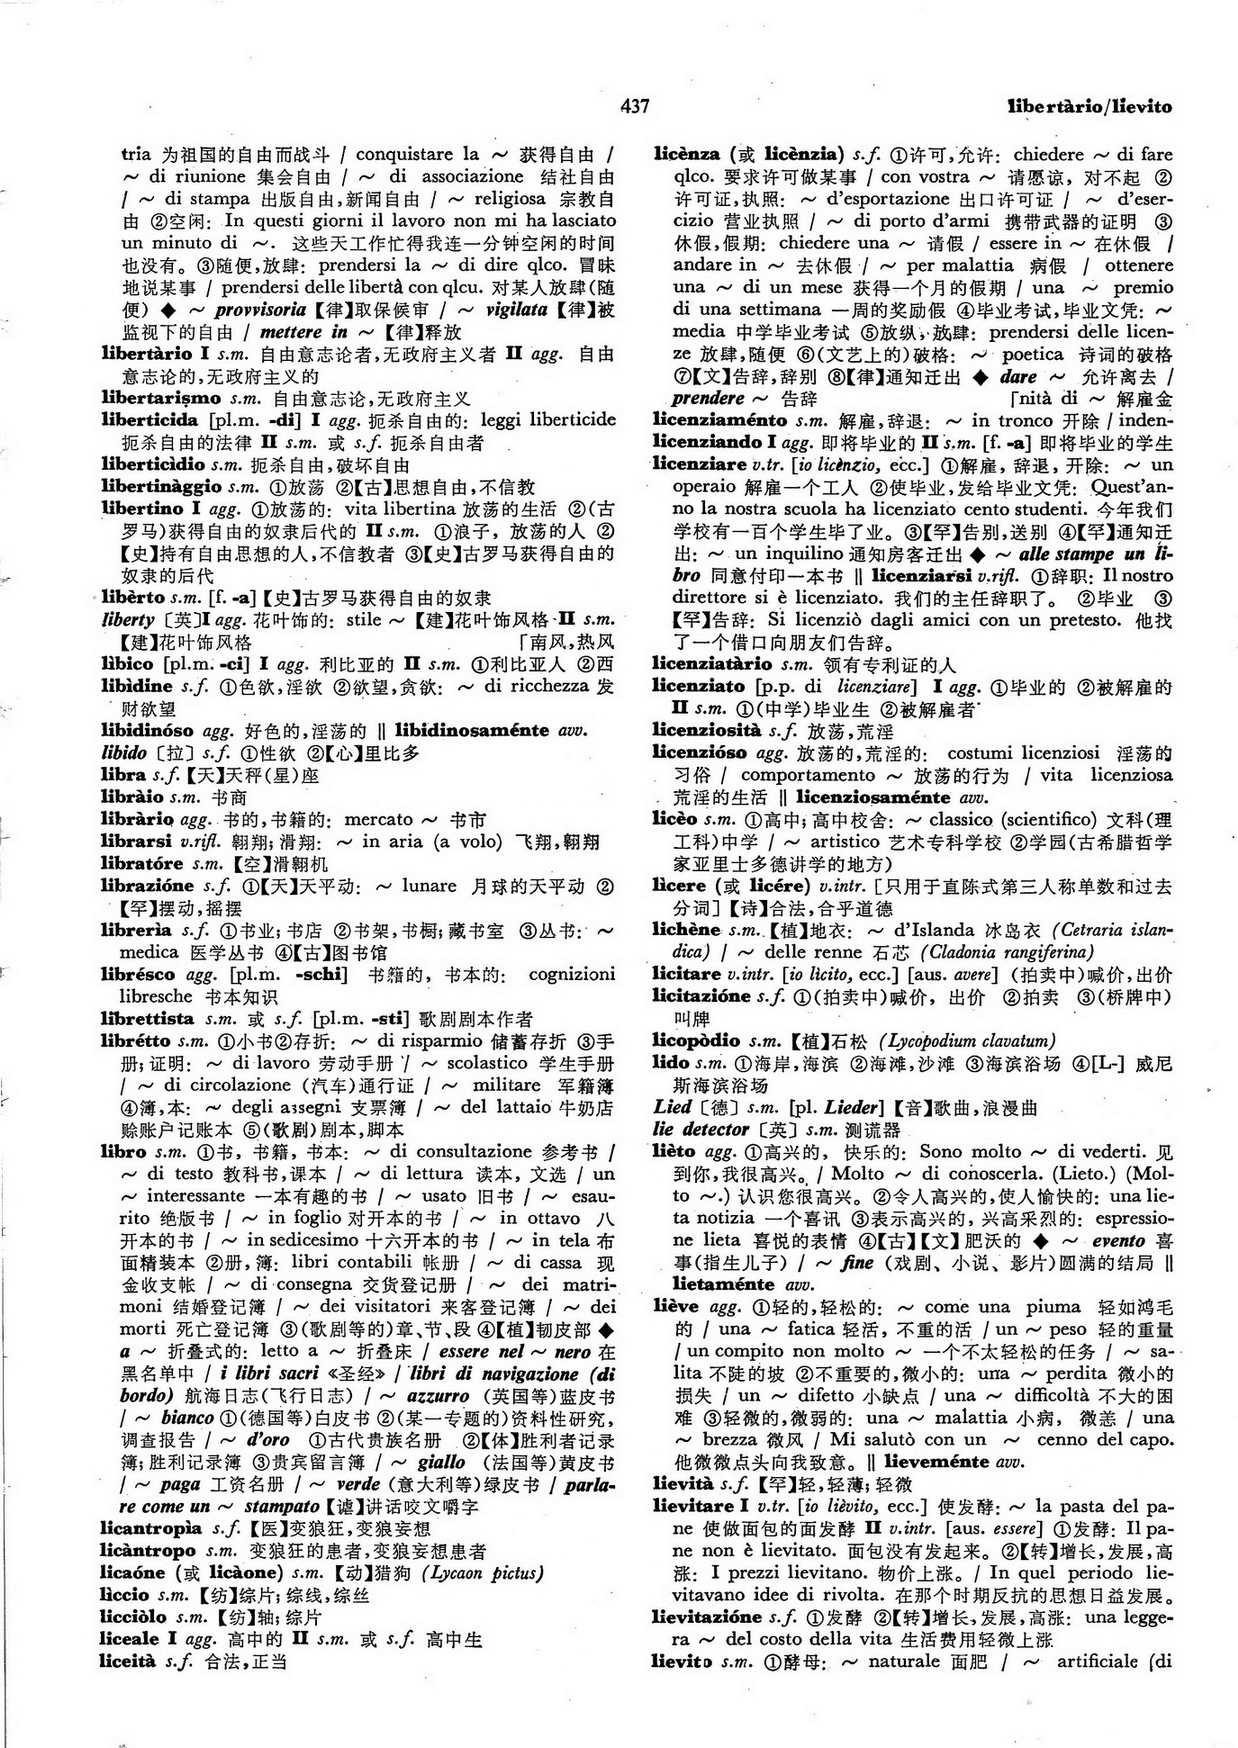 437
libertàrio/lievito
tria 为祖国的自由而战斗 / conquistare la ～ 获得自由 /
～ di riunione 集会自由 / ～ di associazione 结社自由
/ ～ di stampa 出版自由,新闻自由 / ～ religiosa 宗教自
由 ②空闲: In questi giorni il lavoro non mi ha lasciato
un minuto di ～. 这些天工作忙得我连一分钟空闲的时间
也没有。③随便,放肆: prendersi la ～ di dire qlco. 冒昧
地说某事 / prendersi delle libertà con qlcu. 对某人放肆(随
便) ◆ ～ provvisoria【律】取保候审 / ～ vigilata【律】被
监视下的自由 / mettere in ～【律】释放
libertàrio I s.m. 自由意志论者,无政府主义者 II agg. 自由
意志论的,无政府主义的
libertarismo s.m. 自由意志论,无政府主义
liberticida [pl.m. -di] I agg. 扼杀自由的: leggi liberticide
扼杀自由的法律 II s.m. 或 s.f. 扼杀自由者
liberticìdio s.m. 扼杀自由,破坏自由
libertinàggio s.m. ①放荡 ②【古】思想自由,不信教
libertino I agg. ①放荡的: vita libertina 放荡的生活 ②(古
罗马)获得自由的奴隶后代的 II s.m. ①浪子, 放荡的人 ②
【史】持有自由思想的人,不信教者 ③【史】古罗马获得自由的
奴隶的后代
libèrto s.m. [f. -a]【史】古罗马获得自由的奴隶
liberty〔英〕I agg. 花叶饰的: stile ～【建】花叶饰风格 II s.m.
【建】花叶饰风格 ｢南风,热风
lìbico [pl.m. -ci] I agg. 利比亚的 II s.m. ①利比亚人 ②西
libìdine s.f. ①色欲,淫欲 ②欲望,贪欲: ～ di ricchezza 发
财欲望
libidinóso agg. 好色的,淫荡的 ‖ libidinosaménte avv.
libido〔拉〕s.f. ①性欲 ②【心】里比多
libra s.f.【天】天秤(星)座
libràio s.m. 书商
libràrio agg. 书的,书籍的: mercato ～ 书市
librarsi v.rifl. 翱翔; 滑翔: ～ in aria (a volo) 飞翔,翱翔
libratóre s.m.【空】滑翱机
librazióne s.f. ①【天】天平动: ～ lunare 月球的天平动 ②
【罕】摆动,摇摆
librerìa s.f. ①书业; 书店 ②书架,书橱; 藏书室 ③丛书: ～
medica 医学丛书 ④【古】图书馆
librésco agg. [pl.m. -schi] 书籍的, 书本的: cognizioni
libresche 书本知识
librettista s.m. 或 s.f. [pl.m. -sti] 歌剧剧本作者
librétto s.m. ①小书②存折: ～ di risparmio 储蓄存折 ③手
册; 证明: ～ di lavoro 劳动手册 / ～ scolastico 学生手册
/ ～ di circolazione (汽车)通行证 / ～ militare 军籍簿
④簿,本: ～ degli assegni 支票簿 / ～ del lattaio 牛奶店
赊账户记账本 ⑤(歌剧)剧本,脚本
libro s.m. ①书, 书籍, 书本: ～ di consultazione 参考书 /
～ di testo 教科书,课本 / ～ di lettura 读本, 文选 / un
～ interessante 一本有趣的书 / ～ usato 旧书 / ～ esau-
rito 绝版书 / ～ in foglio 对开本的书 / ～ in ottavo 八
开本的书 / ～ in sedicesimo 十六开本的书 / ～ in tela 布
面精装本 ②册, 簿: libri contabili 帐册 / ～ di cassa 现
金收支帐 / ～ di consegna 交货登记册 / ～ dei matri-
moni 结婚登记簿 / ～ dei visitatori 来客登记簿 / ～ dei
morti 死亡登记簿 ③(歌剧等的)章、节、段 ④【植】韧皮部 ◆
a ～ 折叠式的: letto a ～ 折叠床 / essere nel ～ nero 在
黑名单中 / i libri sacri 《圣经》 / libri di navigazione (di
bordo) 航海日志(飞行日志) / ～ azzurro (英国等)蓝皮书
/ ～ bianco ①(德国等)白皮书 ②(某一专题的)资料性研究,
调查报告 / ～ d'oro ①古代贵族名册 ②【体】胜利者记录
簿; 胜利记录簿 ③贵宾留言簿 / ～ giallo (法国等)黄皮书
/ ～ paga 工资名册 / ～ verde (意大利等)绿皮书 / parla-
re come un ～ stampato【谑】讲话咬文嚼字
licantropìa s.f.【医】变狼狂,变狼妄想
licàntropo s.m. 变狼狂的患者,变狼妄想患者
licaóne (或 licàone) s.m.【动】猎狗 (Lycaon pictus)
lìccio s.m.【纺】综片; 综线,综丝
licciòlo s.m.【纺】轴; 综片
liceale I agg. 高中的 II s.m. 或 s.f. 高中生
liceità s.f. 合法,正当
licènza (或 licènzia) s.f. ①许可,允许: chiedere ～ di fare
qlco. 要求许可做某事 / con vostra ～ 请愿谅, 对不起 ②
许可证,执照: ～ d'esportazione 出口许可证 / ～ d'eser-
cizio 营业执照 / ～ di porto d'armi 携带武器的证明 ③
休假,假期: chiedere una ～ 请假 / essere in ～ 在休假 /
andare in ～ 去休假 / ～ per malattia 病假 / ottenere
una ～ di un mese 获得一个月的假期 / una ～ premio
di una settimana 一周的奖励假 ④毕业考试,毕业文凭: ～
media 中学毕业考试 ⑤放纵, 放肆: prendersi delle licen-
ze 放肆,随便 ⑥(文艺上的)破格: ～ poetica 诗词的破格
⑦【文】告辞,辞别 ⑧【律】通知迁出 ◆ dare ～ 允许离去 /
prendere ～ 告辞 ｢nità di ～ 解雇金
licenziaménto s.m. 解雇,辞退: ～ in tronco 开除 / inden-
licenziando I agg. 即将毕业的 II s.m. [f. -a] 即将毕业的学生
licenziare v.tr. [io licènzio, ecc.] ①解雇, 辞退, 开除: ～ un
operaio 解雇一个工人 ②使毕业,发给毕业文凭: Quest'an-
no la nostra scuola ha licenziato cento studenti. 今年我们
学校有一百个学生毕了业。③【罕】告别,送别 ④【罕】通知迁
出: ～ un inquilino 通知房客迁出 ◆ ～ alle stampe un li-
bro 同意付印一本书 ‖ licenziarsi v.rifl. ①辞职: Il nostro
direttore si è licenziato. 我们的主任辞职了。 ②毕业 ③
【罕】告辞: Si licenziò dagli amici con un pretesto. 他找
了一个借口向朋友们告辞。
licenziatàrio s.m. 领有专利证的人
licenziato [p.p. di licenziare] I agg. ①毕业的 ②被解雇的
II s.m. ①(中学)毕业生 ②被解雇者
licenziosità s.f. 放荡,荒淫
licenzióso agg. 放荡的,荒淫的: costumi licenziosi 淫荡的
习俗 / comportamento ～ 放荡的行为 / vita licenziosa
荒淫的生活 ‖ licenziosaménte avv.
licèo s.m. ①高中; 高中校舍: ～ classico (scientifico) 文科(理
工科)中学 / ～ artistico 艺术专科学校 ②学园(古希腊哲学
家亚里士多德讲学的地方)
lìcere (或 licére) v.intr. [只用于直陈式第三人称单数和过去
分词]【诗】合法,合乎道德
lichène s.m.【植】地衣: ～ d'Islanda 冰岛衣 (Cetraria islan-
dica) / ～ delle renne 石芯 (Cladonia rangiferina)
licitare v.intr. [io lìcito, ecc.] [aus. avere] (拍卖中)喊价,出价
licitazióne s.f. ①(拍卖中)喊价, 出价 ②拍卖 ③(桥牌中)
叫牌
licopòdio s.m.【植】石松 (Lycopodium clavatum)
lido s.m. ①海岸,海滨 ②海滩,沙滩 ③海滨浴场 ④[L-] 威尼
斯海滨浴场
Lied〔德〕s.m. [pl. Lieder]【音】歌曲,浪漫曲
lie detector〔英〕s.m. 测谎器
lièto agg. ①高兴的, 快乐的: Sono molto ～ di vederti. 见
到你,我很高兴。/ Molto ～ di conoscerla. (Lieto.) (Mol-
to ～.) 认识您很高兴。②令人高兴的,使人愉快的: una lie-
ta notizia 一个喜讯 ③表示高兴的, 兴高采烈的: espressio-
ne lieta 喜悦的表情 ④【古】【文】肥沃的 ◆ ～ evento 喜
事(指生儿子) / ～ fine (戏剧、小说、影片)圆满的结局 ‖
lietaménte avv.
liève agg. ①轻的,轻松的: ～ come una piuma 轻如鸿毛
的 / una ～ fatica 轻活, 不重的活 / un ～ peso 轻的重量
/ un compito non molto ～ 一个不太轻松的任务 / ～ sa-
lita 不陡的坡 ②不重要的,微小的: una ～ perdita 微小的
损失 / un ～ difetto 小缺点 / una ～ difficoltà 不大的困
难 ③轻微的,微弱的: una ～ malattia 小病, 微恙 / una
～ brezza 微风 / Mi salutò con un ～ cenno del capo.
他微微点头向我致意。‖ lieveménte avv.
lievità s.f.【罕】轻,轻薄; 轻微
lievitare I v.tr. [io lièvito, ecc.] 使发酵: ～ la pasta del pa-
ne 使做面包的面发酵 II v.intr. [aus. essere] ①发酵: Il pa-
ne non è lievitato. 面包没有发起来。②【转】增长,发展,高
涨: I prezzi lievitano. 物价上涨。/ In quel periodo lie-
vitavano idee di rivolta. 在那个时期反抗的思想日益发展。
lievitazióne s.f. ①发酵 ②【转】增长,发展,高涨: una legge-
ra ～ del costo della vita 生活费用轻微上涨
lievito s.m. ①酵母: ～ naturale 面肥 / ～ artificiale (di